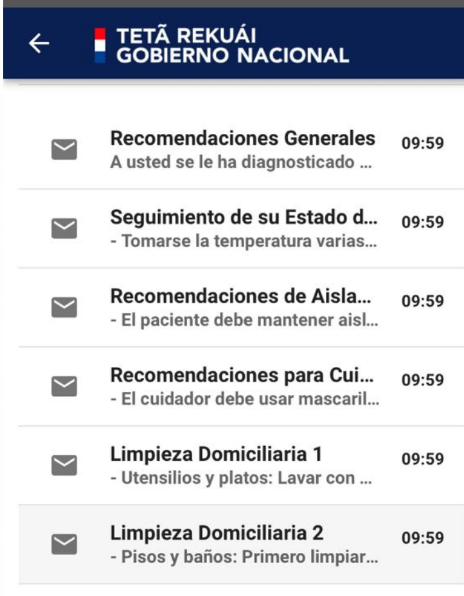 TETÃ REKUÁI
GOBIERNO NACIONAL
Recomendaciones Generales 09:59
A usted se le ha diagnosticado ...
Seguimiento de su Estado d... 09:59
- Tomarse la temperatura varias...
Recomendaciones de Aisla... 09:59
- El paciente debe mantener aisl...
Recomendaciones para Cui... 09:59
- El cuidador debe usar mascaril...
Limpieza Domiciliaria 1 09:59
- Utensilios y platos: Lavar con ...
Limpieza Domiciliaria 2 09:59
- Pisos y baños: Primero limpiar...